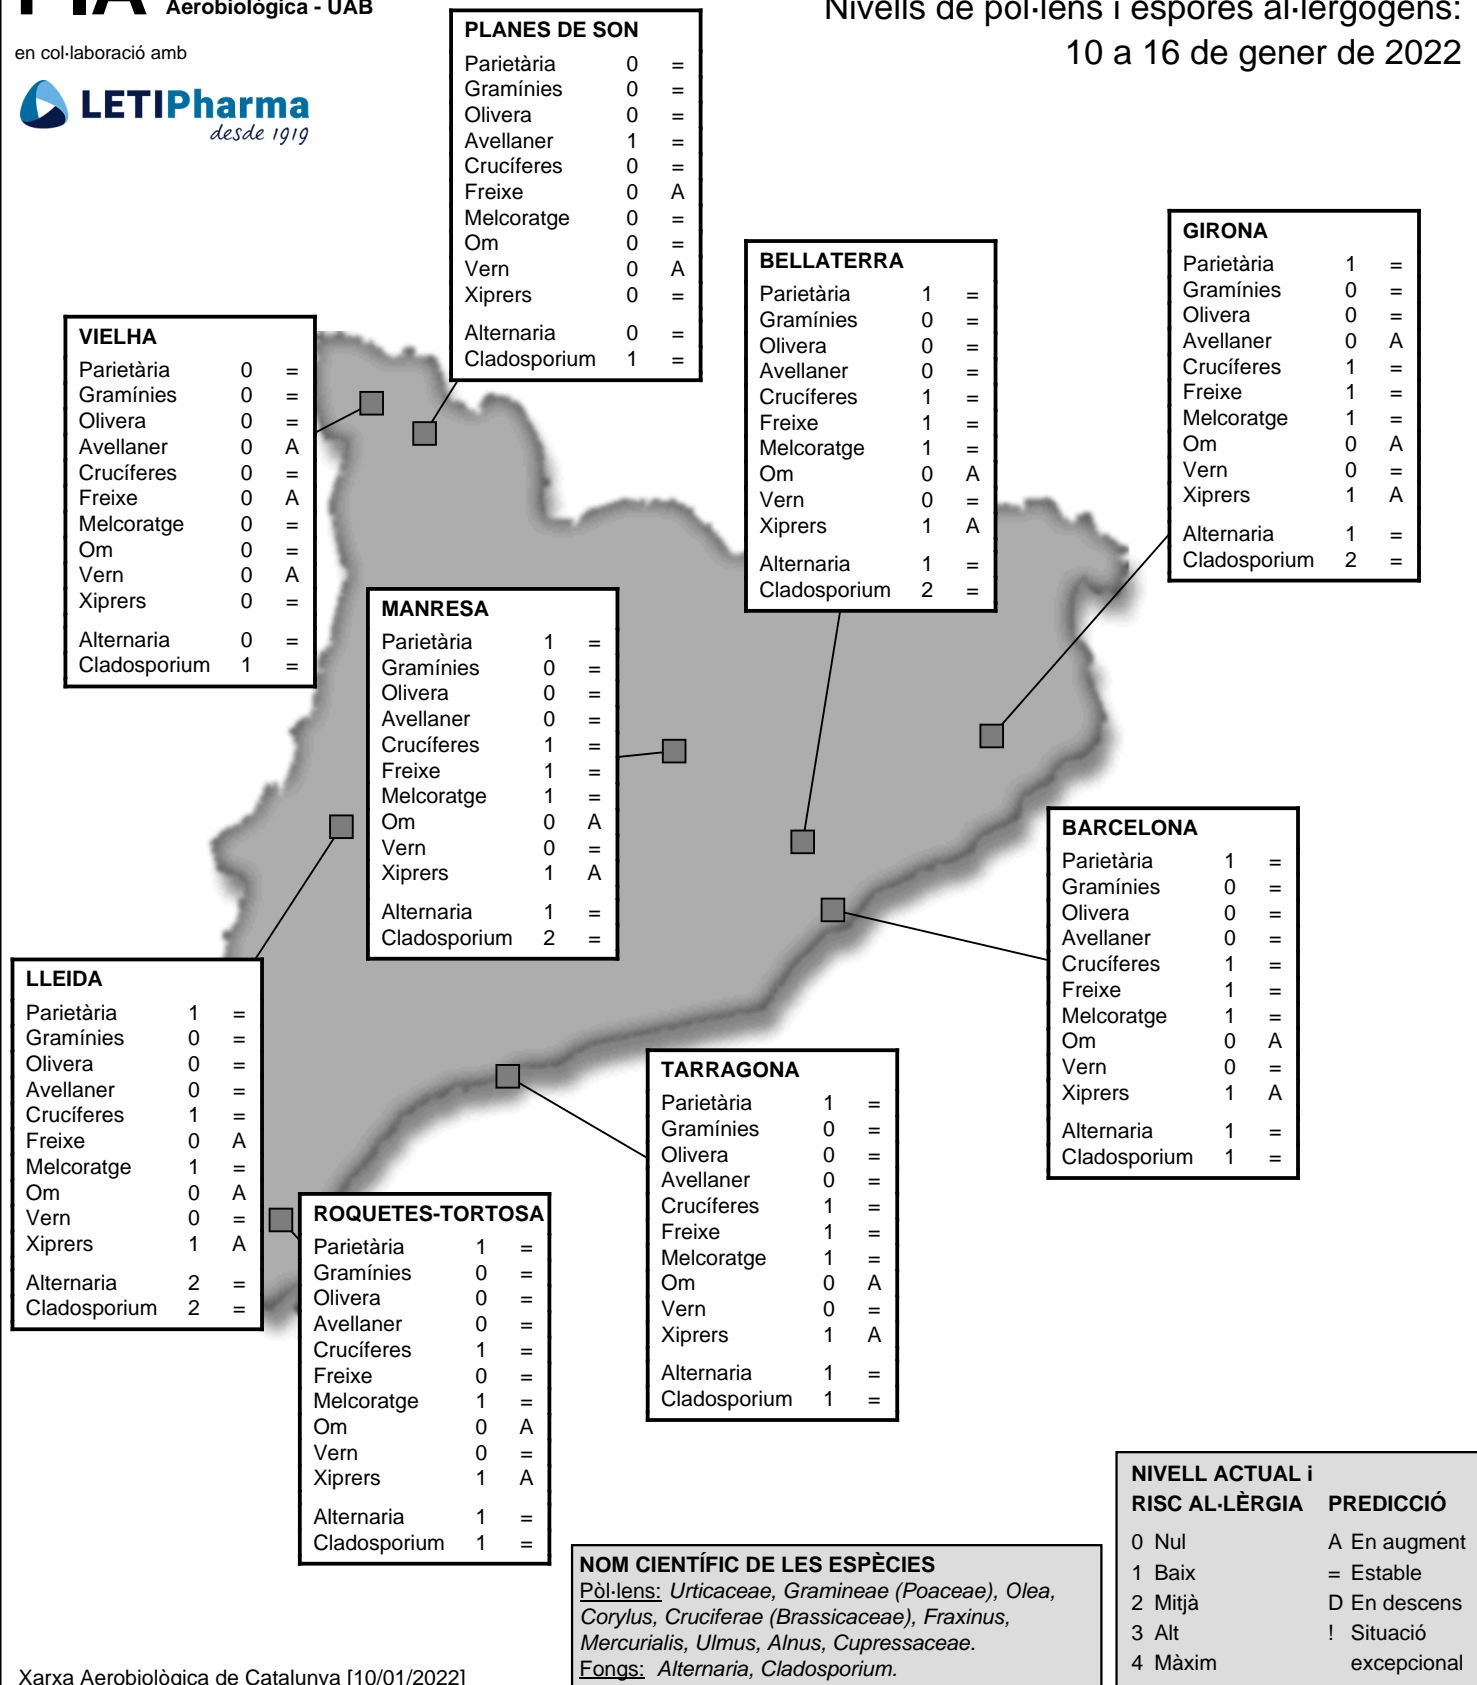 Aerobiològica - UAB
en col·laboració amb
LETIPharma
desde 1919
Nivells de pol·lens i espores al·lergògens:
10 a 16 de gener de 2022
PLANES DE SON
Parietària 0 =
Gramínies 0 =
Olivera 0 =
Avellaner 1 =
Crucíferes 0 =
Freixe 0 A
Melcoratge 0 =
Om 0 =
Vern 0 A
Xiprers 0 =
Alternaria 0 =
Cladosporium 1 =
GIRONA
Parietària 1 =
Gramínies 0 =
Olivera 0 =
Avellaner 0 A
Crucíferes 1 =
Freixe 1 =
Melcoratge 1 =
Om 0 A
Vern 0 =
Xiprers 1 A
Alternaria 1 =
Cladosporium 2 =
BELLATERRA
Parietària 1 =
Gramínies 0 =
Olivera 0 =
Avellaner 0 =
Crucíferes 1 =
Freixe 1 =
Melcoratge 1 =
Om 0 A
Vern 0 =
Xiprers 1 A
Alternaria 1 =
Cladosporium 2 =
VIELHA
Parietària 0 =
Gramínies 0 =
Olivera 0 =
Avellaner 0 A
Crucíferes 0 =
Freixe 0 A
Melcoratge 0 =
Om 0 =
Vern 0 A
Xiprers 0 =
Alternaria 0 =
Cladosporium 1 =
MANRESA
Parietària 1 =
Gramínies 0 =
Olivera 0 =
Avellaner 0 =
Crucíferes 1 =
Freixe 1 =
Melcoratge 1 =
Om 0 A
Vern 0 =
Xiprers 1 A
Alternaria 1 =
Cladosporium 2 =
BARCELONA
Parietària 1 =
Gramínies 0 =
Olivera 0 =
Avellaner 0 =
Crucíferes 1 =
Freixe 1 =
Melcoratge 1 =
Om 0 A
Vern 0 =
Xiprers 1 A
Alternaria 1 =
Cladosporium 1 =
LLEIDA
Parietària 1 =
Gramínies 0 =
Olivera 0 =
Avellaner 0 =
Crucíferes 1 =
Freixe 0 A
Melcoratge 1 =
Om 0 A
Vern 0 =
Xiprers 1 A
Alternaria 2 =
Cladosporium 2 =
TARRAGONA
Parietària 1 =
Gramínies 0 =
Olivera 0 =
Avellaner 0 =
Crucíferes 1 =
Freixe 1 =
Melcoratge 1 =
Om 0 A
Vern 0 =
Xiprers 1 A
Alternaria 1 =
Cladosporium 1 =
ROQUETES-TORTOSA
Parietària 1 =
Gramínies 0 =
Olivera 0 =
Avellaner 0 =
Crucíferes 1 =
Freixe 0 =
Melcoratge 1 =
Om 0 A
Vern 0 =
Xiprers 1 A
Alternaria 1 =
Cladosporium 1 =
NOM CIENTÍFIC DE LES ESPÈCIES
Pòl·lens: Urticaceae, Gramineae (Poaceae), Olea,
Corylus, Cruciferae (Brassicaceae), Fraxinus,
Mercurialis, Ulmus, Alnus, Cupressaceae.
Fongs: Alternaria, Cladosporium.
NIVELL ACTUAL i
RISC AL·LÈRGIA PREDICCIÓ
0 Nul A En augment
1 Baix = Estable
2 Mitjà D En descens
3 Alt ! Situació
4 Màxim excepcional
Xarxa Aerobiològica de Catalunya [10/01/2022]